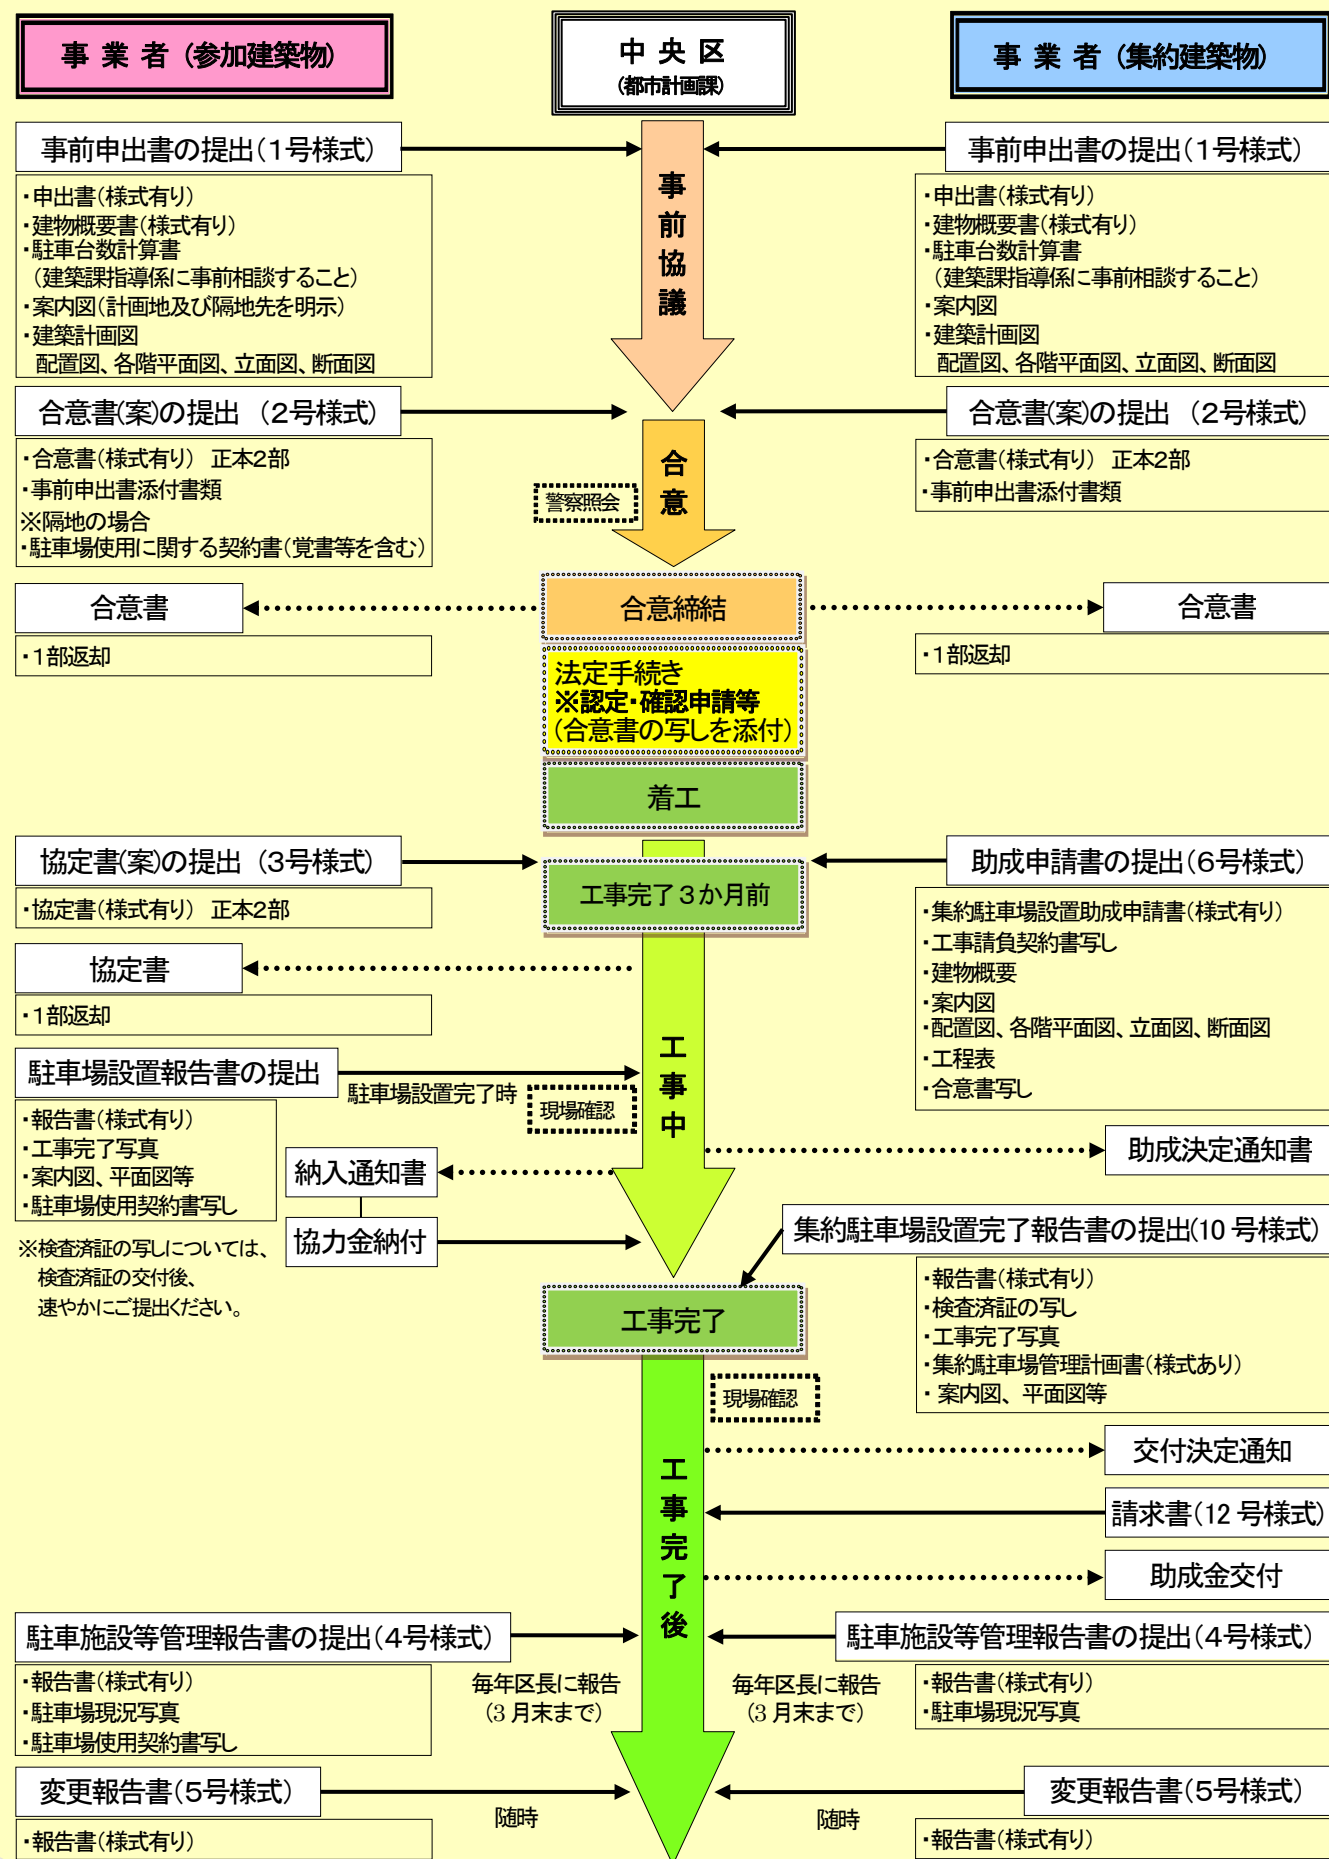 事 業 者（参加建築物）
中 央 区
（都市計画課）
事 業 者（集約建築物）
事前申出書の提出（１号様式）
・申出書（様式有り）
・建物概要書（様式有り）
・駐車台数計算書
（建築課指導係に事前相談すること）
・案内図（計画地及び隔地先を明示）
・建築計画図
配置図、各階平面図、立面図、断面図
事前協議
事前申出書の提出（１号様式）
・申出書（様式有り）
・建物概要書（様式有り）
・駐車台数計算書
（建築課指導係に事前相談すること）
・案内図
・建築計画図
配置図、各階平面図、立面図、断面図
合意書(案)の提出 （２号様式）
・合意書（様式有り） 正本２部
・事前申出書添付書類
※隔地の場合
・駐車場使用に関する契約書（覚書等を含む）
合意
警察照会
合意書(案)の提出 （２号様式）
・合意書（様式有り） 正本２部
・事前申出書添付書類
合意書
・１部返却
合意締結
合意書
・１部返却
法定手続き
※認定・確認申請等
（合意書の写しを添付）
着工
協定書(案)の提出 （３号様式）
・協定書（様式有り） 正本２部
工事完了３か月前
助成申請書の提出（６号様式）
・集約駐車場設置助成申請書（様式有り）
・工事請負契約書写し
・建物概要
・案内図
・配置図、各階平面図、立面図、断面図
・工程表
・合意書写し
協定書
・１部返却
工事中
駐車場設置報告書の提出
駐車場設置完了時
現場確認
・報告書（様式有り）
・工事完了写真
・案内図、平面図等
・駐車場使用契約書写し
※検査済証の写しについては、
検査済証の交付後、
速やかにご提出ください。
納入通知書
協力金納付
助成決定通知書
集約駐車場設置完了報告書の提出(10 号様式)
・報告書（様式有り）
・検査済証の写し
・工事完了写真
・集約駐車場管理計画書（様式あり）
・ 案内図、平面図等
工事完了
現場確認
工事完了後
交付決定通知
請求書（12 号様式）
助成金交付
駐車施設等管理報告書の提出（４号様式）
・報告書（様式有り）
・駐車場現況写真
・駐車場使用契約書写し
毎年区長に報告
（３月末まで）
毎年区長に報告
（３月末まで）
駐車施設等管理報告書の提出（４号様式）
・報告書（様式有り）
・駐車場現況写真
変更報告書（５号様式）
・報告書（様式有り）
随時
随時
変更報告書（５号様式）
・報告書（様式有り）